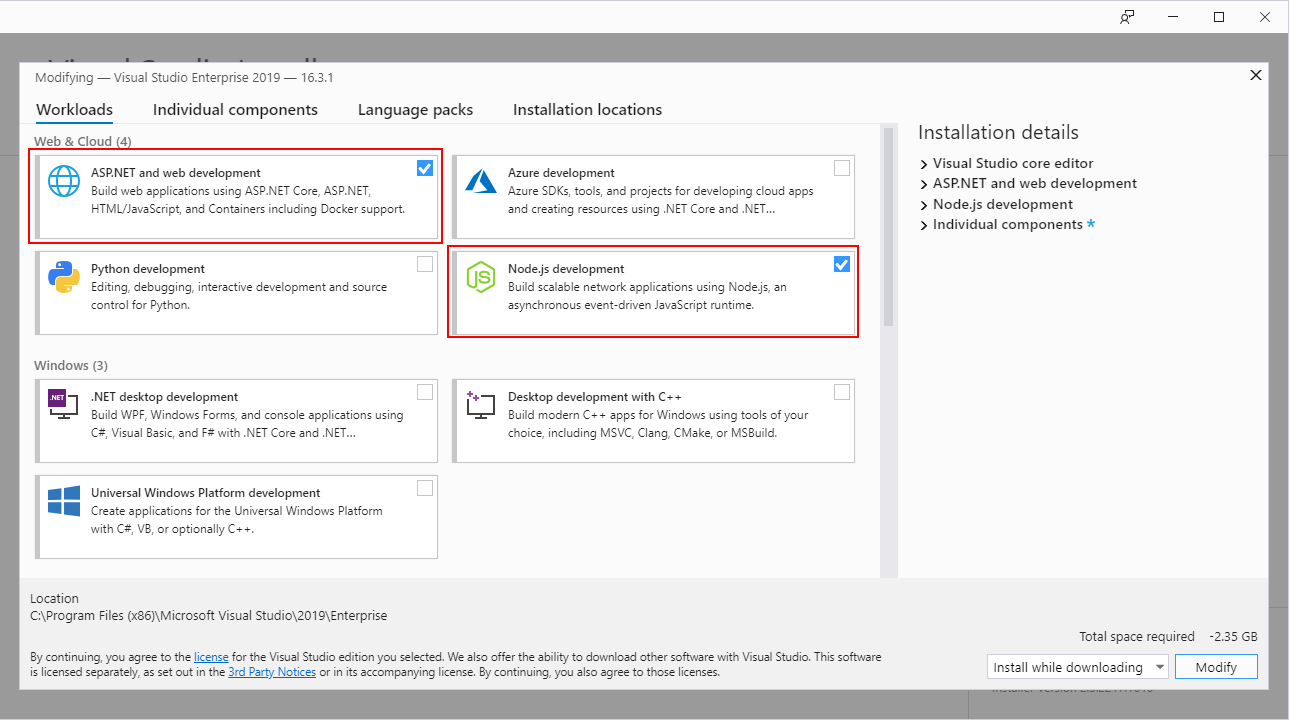 Modifying — Visual Studio Enterprise 2019 — 16.3.1
Workloads
Individual components
Language packs
Installation locations
Web & Cloud (4)
ASP.NET and web development
Build web applications using ASP.NET Core, ASP.NET,
HTML/JavaScript, and Containers including Docker support.
Azure development
Azure SDKs, tools, and projects for developing cloud apps
and creating resources using .NET Core and .NET...
Python development
Editing, debugging, interactive development and source
control for Python.
JS
Node.js development
Build scalable network applications using Node.js, an
asynchronous event-driven JavaScript runtime.
Windows (3)
.NET
.NET desktop development
Build WPF, Windows Forms, and console applications using
C#, Visual Basic, and F# with .NET Core and .NET...
Desktop development with C++
Build modern C++ apps for Windows using tools of your
choice, including MSVC, Clang, CMake, or MSBuild.
Universal Windows Platform development
Create applications for the Universal Windows Platform
with C#, VB, or optionally C++.
Installation details
Visual Studio core editor
ASP.NET and web development
Node.js development
Individual components *
Location
C:\Program Files (x86)\Microsoft Visual Studio\2019\Enterprise
Total space required -2.35 GB
By continuing, you agree to the license for the Visual Studio edition you selected. We also offer the ability to download other software with Visual Studio. This software
is licensed separately, as set out in the 3rd Party Notices or in its accompanying license. By continuing, you also agree to those licenses.
Install while downloading
Modify